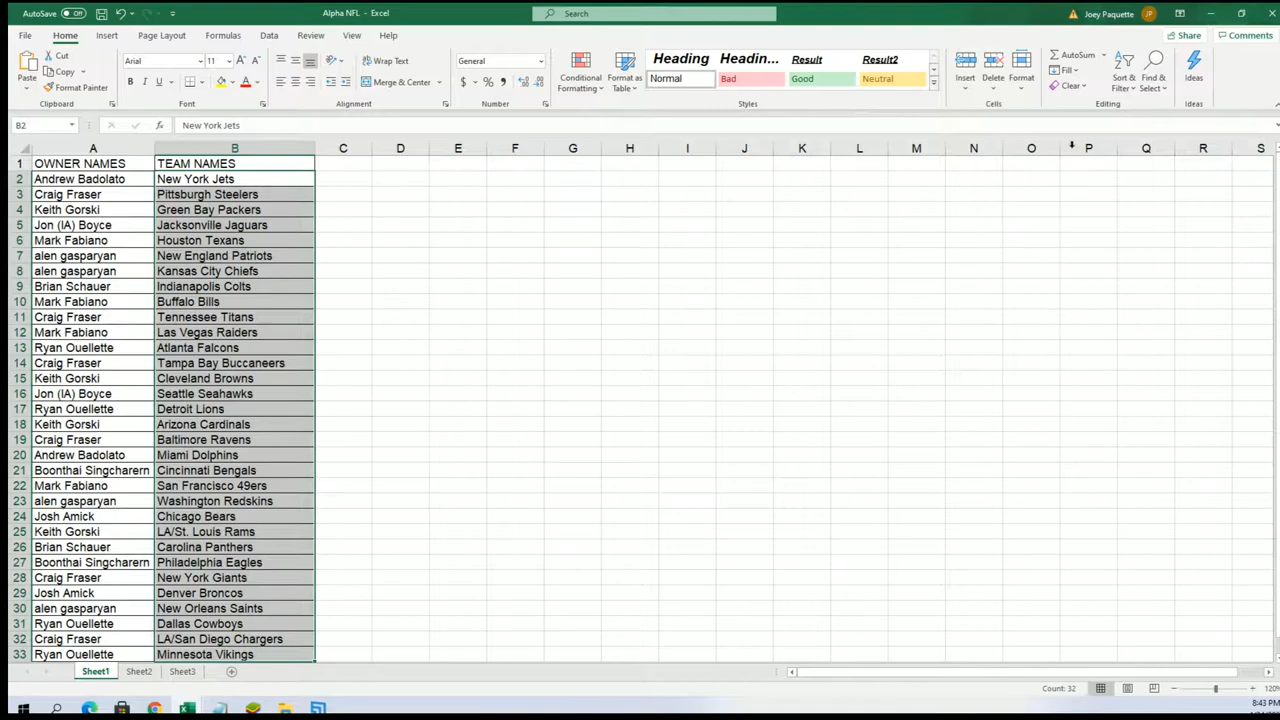 AutoSave Off Alpha NFL - Excel Search Joey Paquette JP
File Home Insert Page Layout Formulas Data Review View Help Share Comments
Paste Cut Copy Format Painter Clipboard
Arial 11 Font
Wrap Text Merge & Center Alignment
General Number
Conditional Formatting Format as Table
Heading Headin... Result Result2
Normal Bad Good Neutral Styles
Insert Delete Format Cells
AutoSum Fill Clear Sort & Filter Find & Select Editing
Ideas Ideas
B2 fx New York Jets
A B C D E F G H I J K L M N O P Q R S
1 OWNER NAMES TEAM NAMES
2 Andrew Badolato New York Jets
3 Craig Fraser Pittsburgh Steelers
4 Keith Gorski Green Bay Packers
5 Jon (IA) Boyce Jacksonville Jaguars
6 Mark Fabiano Houston Texans
7 alen gasparyan New England Patriots
8 alen gasparyan Kansas City Chiefs
9 Brian Schauer Indianapolis Colts
10 Mark Fabiano Buffalo Bills
11 Craig Fraser Tennessee Titans
12 Mark Fabiano Las Vegas Raiders
13 Ryan Ouellette Atlanta Falcons
14 Craig Fraser Tampa Bay Buccaneers
15 Keith Gorski Cleveland Browns
16 Jon (IA) Boyce Seattle Seahawks
17 Ryan Ouellette Detroit Lions
18 Keith Gorski Arizona Cardinals
19 Craig Fraser Baltimore Ravens
20 Andrew Badolato Miami Dolphins
21 Boonthai Singcharern Cincinnati Bengals
22 Mark Fabiano San Francisco 49ers
23 alen gasparyan Washington Redskins
24 Josh Amick Chicago Bears
25 Keith Gorski LA/St. Louis Rams
26 Brian Schauer Carolina Panthers
27 Boonthai Singcharern Philadelphia Eagles
28 Craig Fraser New York Giants
29 Josh Amick Denver Broncos
30 alen gasparyan New Orleans Saints
31 Ryan Ouellette Dallas Cowboys
32 Craig Fraser LA/San Diego Chargers
33 Ryan Ouellette Minnesota Vikings
Sheet1 Sheet2 Sheet3
Count: 32 120%
8:43 PM